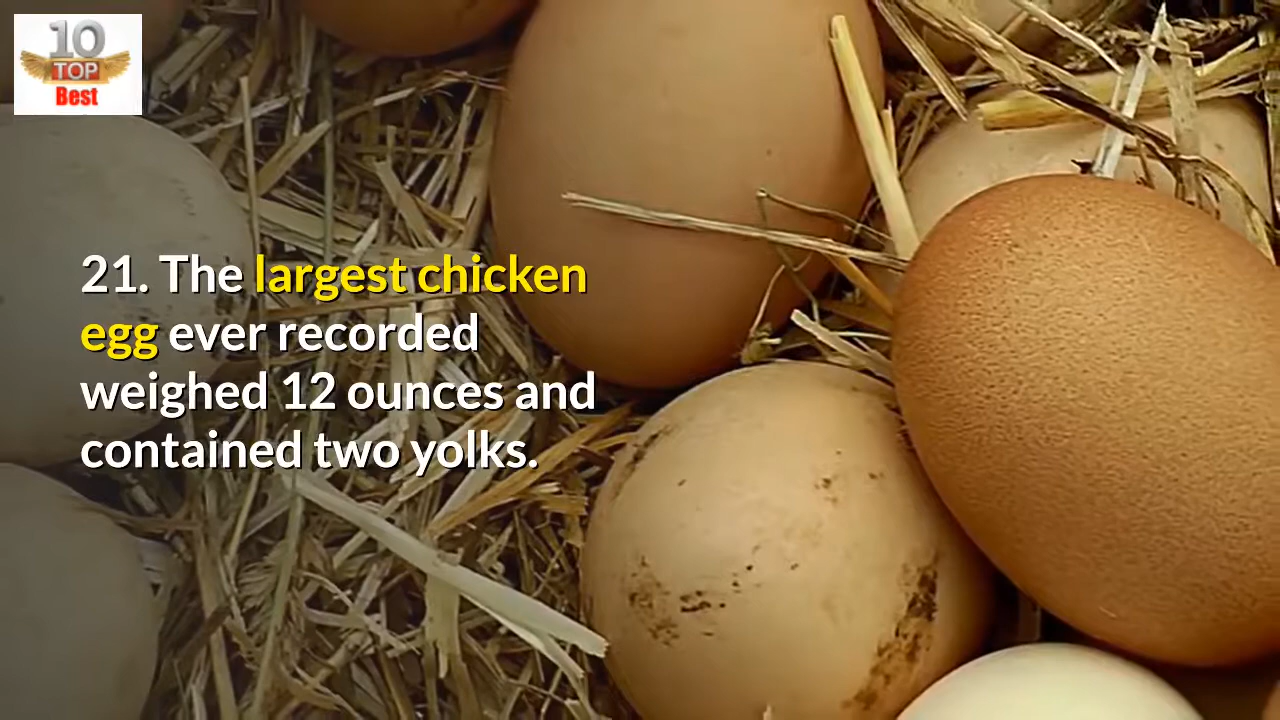 10
TOP
Best
21. The largest chicken
egg ever recorded
weighed 12 ounces and
contained two yolks.